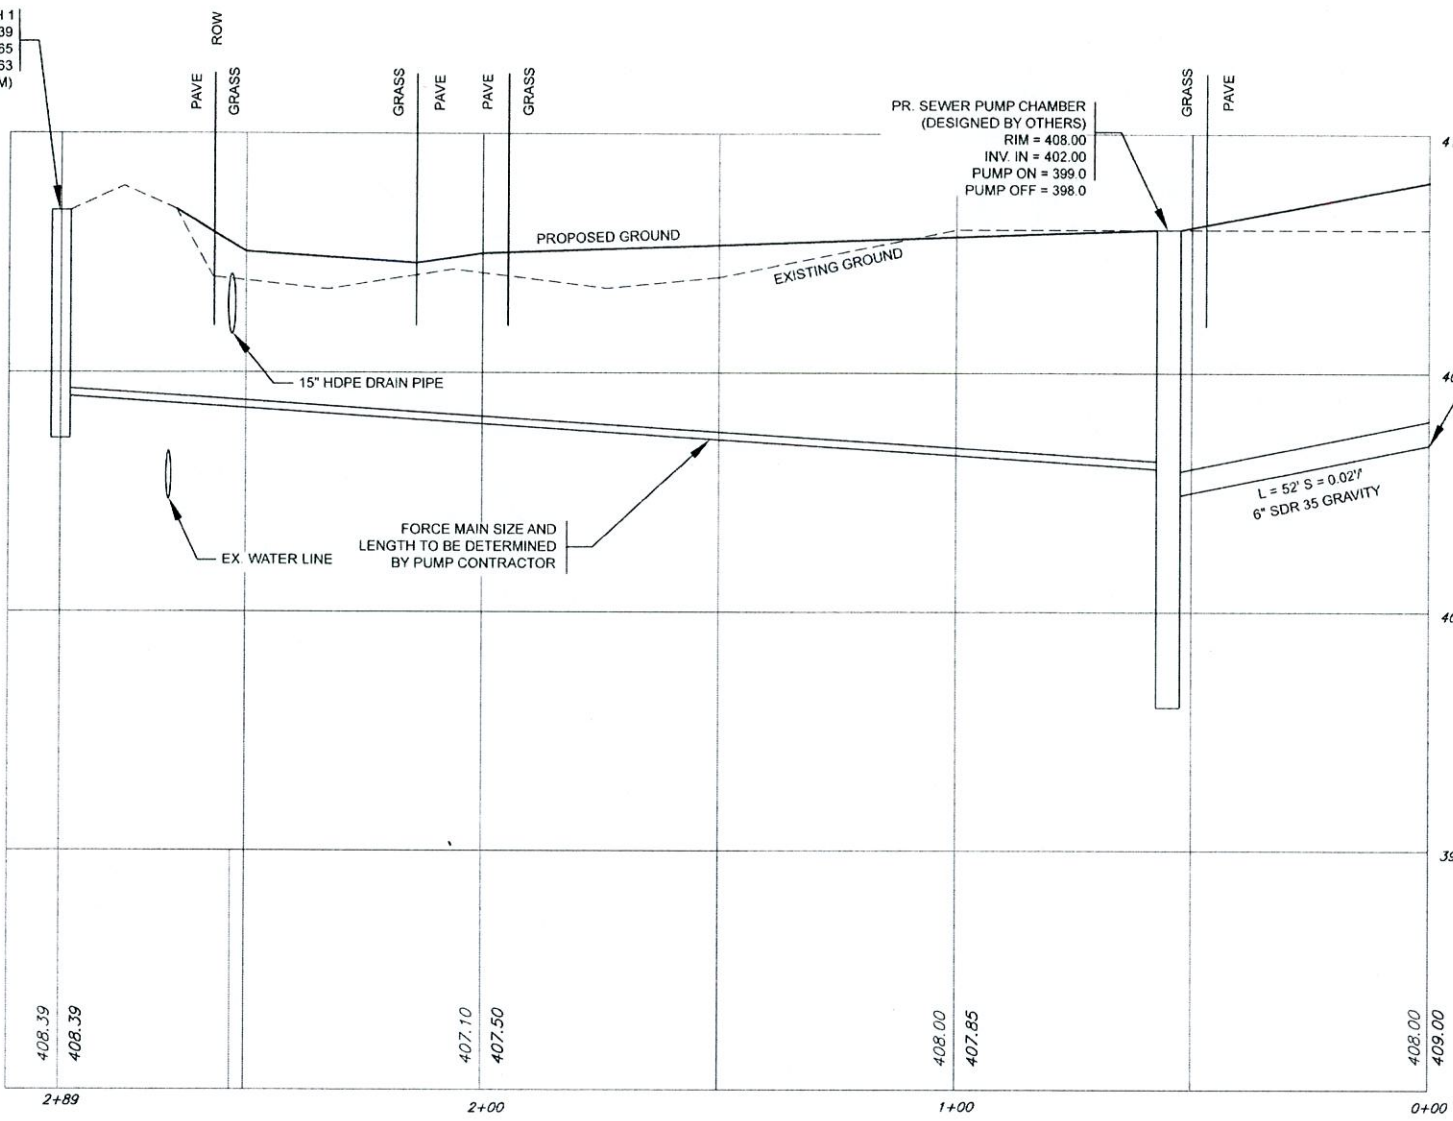 H 1
39
65
63
M)
ROW
PAVE
GRASS
GRASS
PAVE
PAVE
GRASS
PR. SEWER PUMP CHAMBER
(DESIGNED BY OTHERS)
RIM = 408.00
INV. IN = 402.00
PUMP ON = 399.0
PUMP OFF = 398.0
GRASS
PAVE
PROPOSED GROUND
EXISTING GROUND
15" HDPE DRAIN PIPE
40
L = 52' S = 0.02'/'
6" SDR 35 GRAVITY
FORCE MAIN SIZE AND
LENGTH TO BE DETERMINED
BY PUMP CONTRACTOR
EX. WATER LINE
40
39
408.39
408.39
407.10
407.50
408.00
407.85
408.00
409.00
2+89
2+00
1+00
0+00